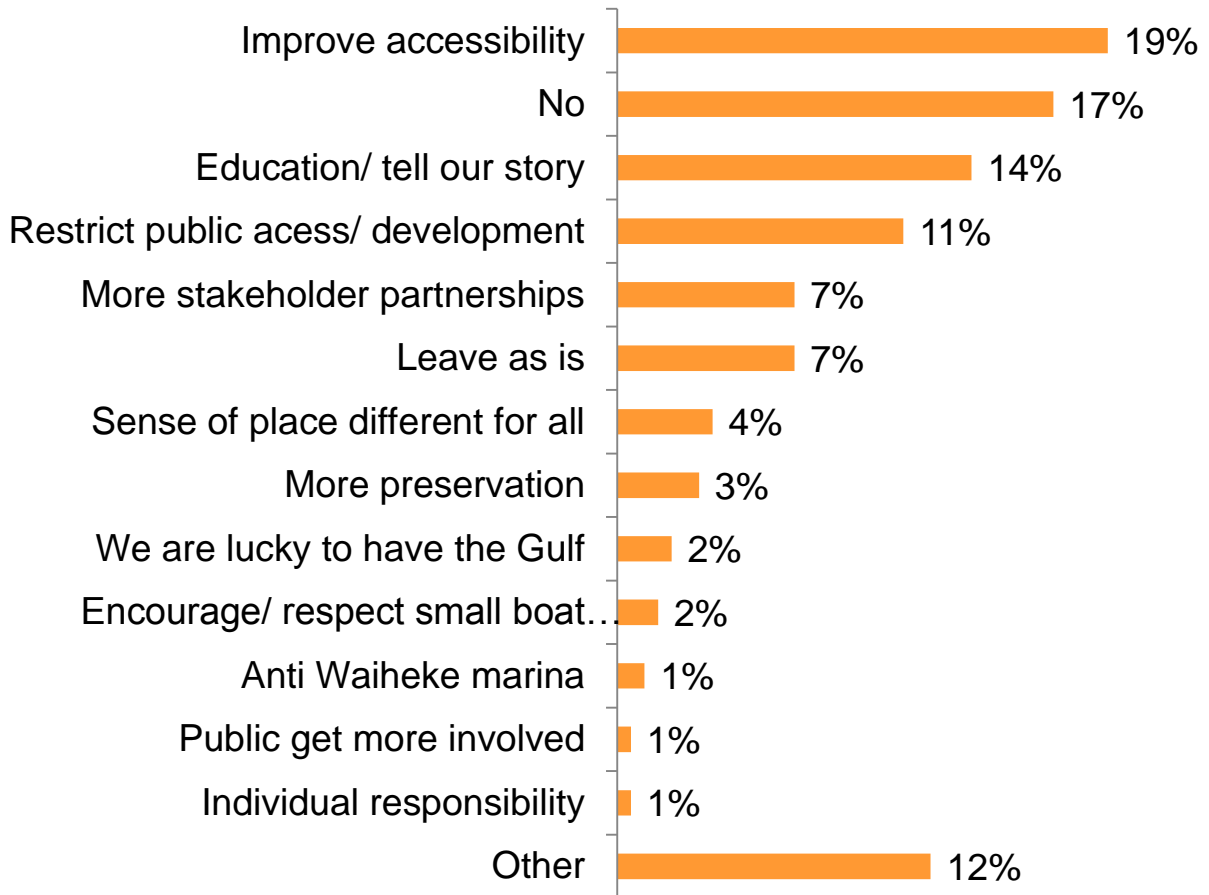 Improve accessibility 19%
No 17%
Education/ tell our story 14%
Restrict public acess/ development 11%
More stakeholder partnerships 7%
Leave as is 7%
Sense of place different for all 4%
More preservation 3%
We are lucky to have the Gulf 2%
Encourage/ respect small boat… 2%
Anti Waiheke marina 1%
Public get more involved 1%
Individual responsibility 1%
Other 12%